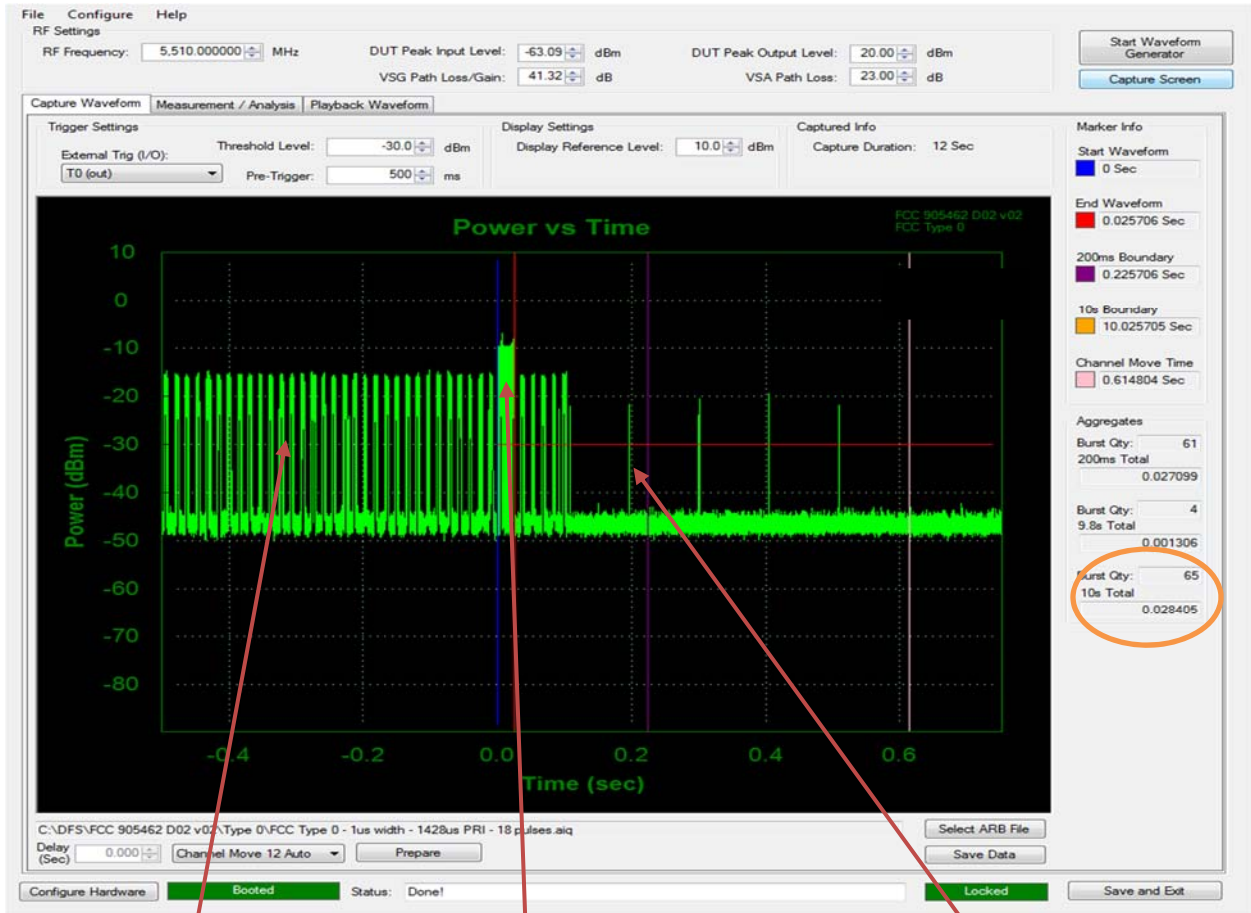 File Configure Help
RF Settings
RF Frequency: 5,510.000000 MHz DUT Peak Input Level: -63.09 dBm DUT Peak Output Level: 20.00 dBm
VSG Path Loss/Gain: 41.32 dB VSA Path Loss: 23.00 dB
Start Waveform Generator
Capture Screen
Capture Waveform Measurement / Analysis Playback Waveform
Trigger Settings
External Trig (I/O):
T0 (out)
Threshold Level: -30.0 dBm
Pre-Trigger: 500 ms
Display Settings
Display Reference Level: 10.0 dBm
Captured Info
Capture Duration: 12 Sec
Power vs Time
FCC 905462 D02 v02
FCC Type 0
Power (dBm)
10
0
-10
-20
-30
-40
-50
-60
-70
-80
-0.4 -0.2 0.0 0.2 0.4 0.6
Time (sec)
Marker Info
Start Waveform
0 Sec
End Waveform
0.025706 Sec
200ms Boundary
0.225706 Sec
10s Boundary
10.025705 Sec
Channel Move Time
0.614804 Sec
Aggregates
Burst Qty: 61
200ms Total
0.027099
Burst Qty: 4
9.8s Total
0.001306
Burst Qty: 65
10s Total
0.028405
C:\DFS\FCC 905462 D02 v02\Type 0\FCC Type 0 - 1us width - 1428us PRI - 18 pulses.aiq
Select ARB File
Delay (Sec) 0.000 Channel Move 12 Auto Prepare
Save Data
Configure Hardware Booted Status: Done! Locked Save and Exit